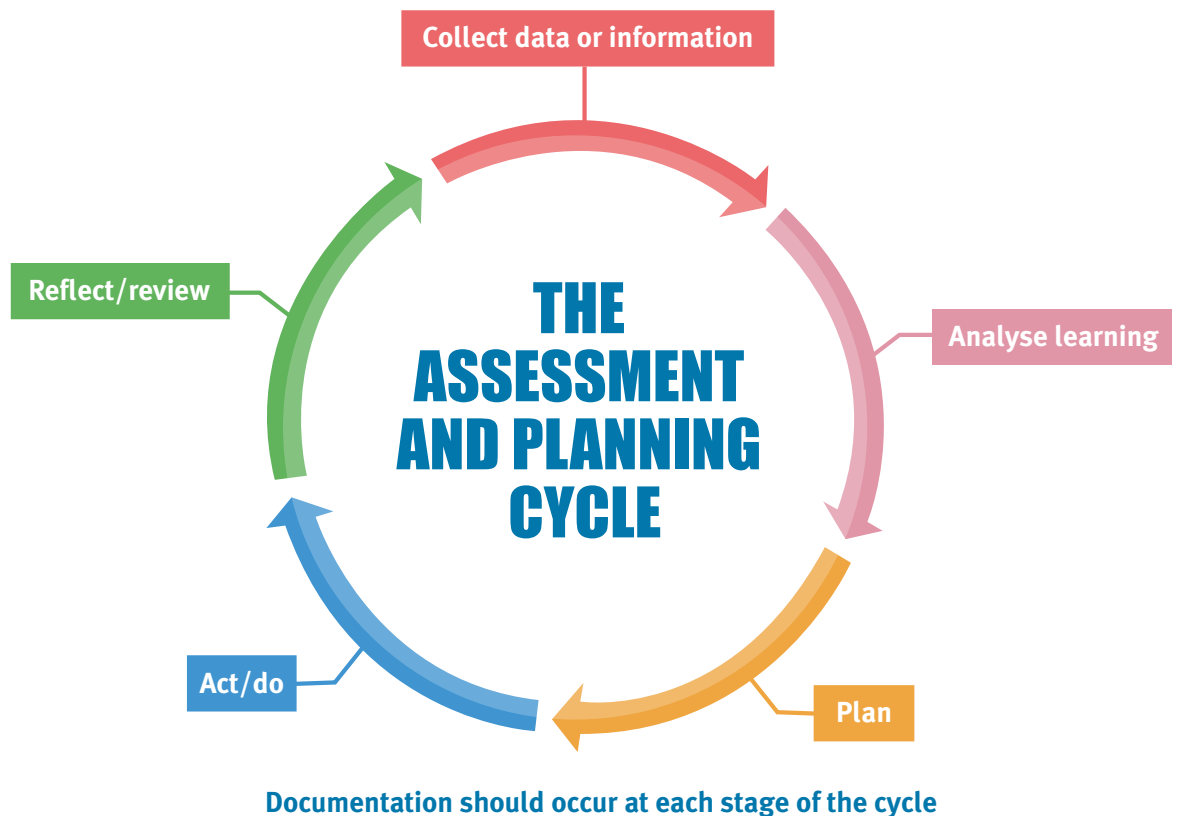 Collect data or information
Reflect/review
Analyse learning
THE
ASSESSMENT
AND PLANNING
CYCLE
Act/do
Plan
Documentation should occur at each stage of the cycle